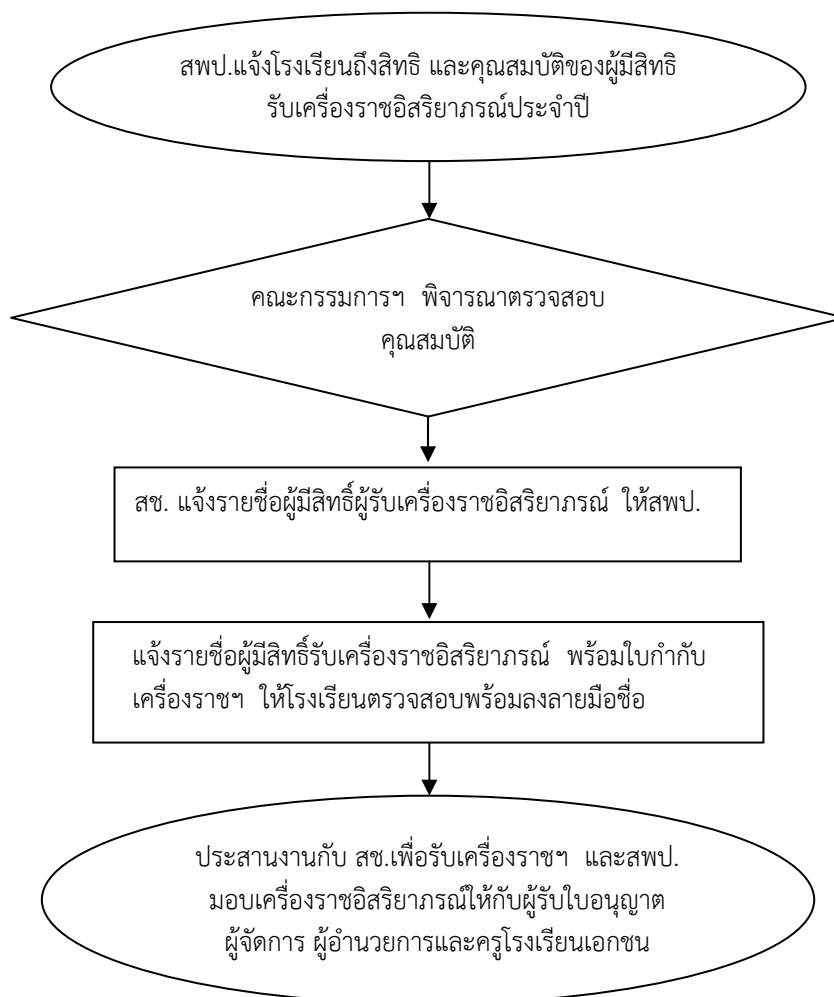 สพป.แจ้งโรงเรียนถึงสิทธิ และคุณสมบัติของผู้มีสิทธิ
รับเครื่องราชอิสริยาภรณ์ประจำปี
คณะกรรมการฯ พิจารณาตรวจสอบ
คุณสมบัติ
สช. แจ้งรายชื่อผู้มีสิทธิ์ผู้รับเครื่องราชอิสริยาภรณ์ ให้สพป.
แจ้งรายชื่อผู้มีสิทธิ์รับเครื่องราชอิสริยาภรณ์ พร้อมใบกำกับ
เครื่องราชฯ ให้โรงเรียนตรวจสอบพร้อมลงลายมือชื่อ
ประสานงานกับ สช.เพื่อรับเครื่องราชฯ และสพป.
มอบเครื่องราชอิสริยาภรณ์ให้กับผู้รับใบอนุญาต
ผู้จัดการ ผู้อำนวยการและครูโรงเรียนเอกชน